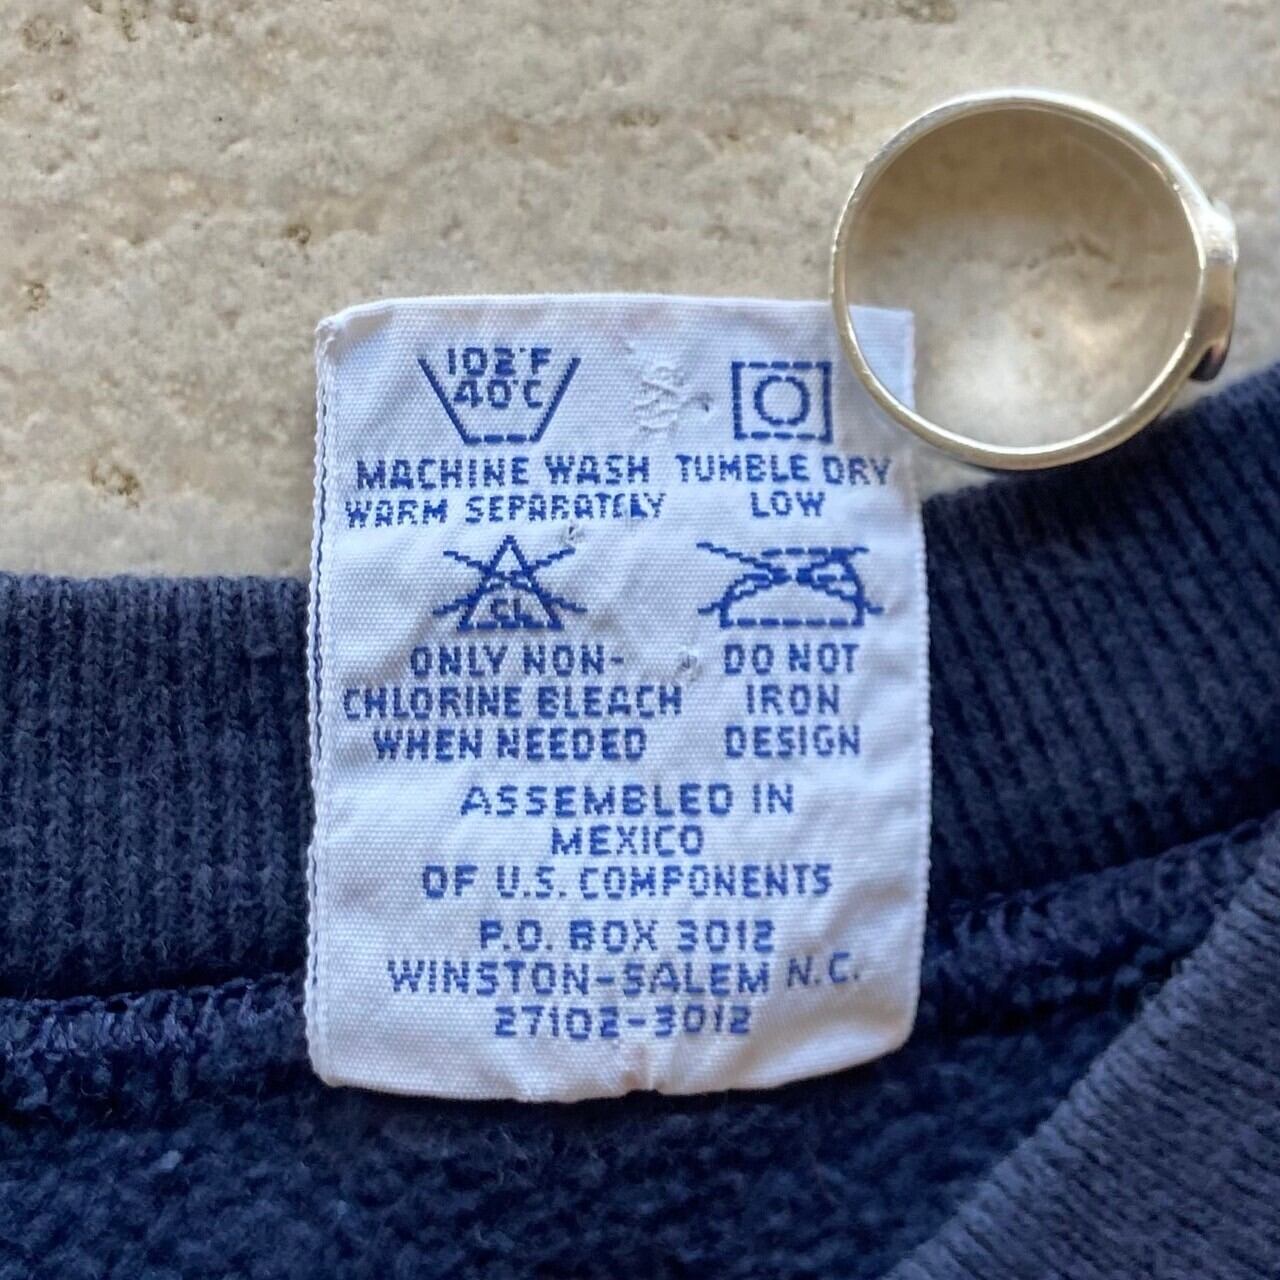 102°F
40°C
MACHINE WASH
WARM SEPARATELY
TUMBLE DRY
LOW
CL
ONLY NON-
CHLORINE BLEACH
WHEN NEEDED
DO NOT
IRON
DESIGN
ASSEMBLED IN
MEXICO
OF U.S. COMPONENTS
P.O. BOX 3012
WINSTON-SALEM N.C.
27102-3012